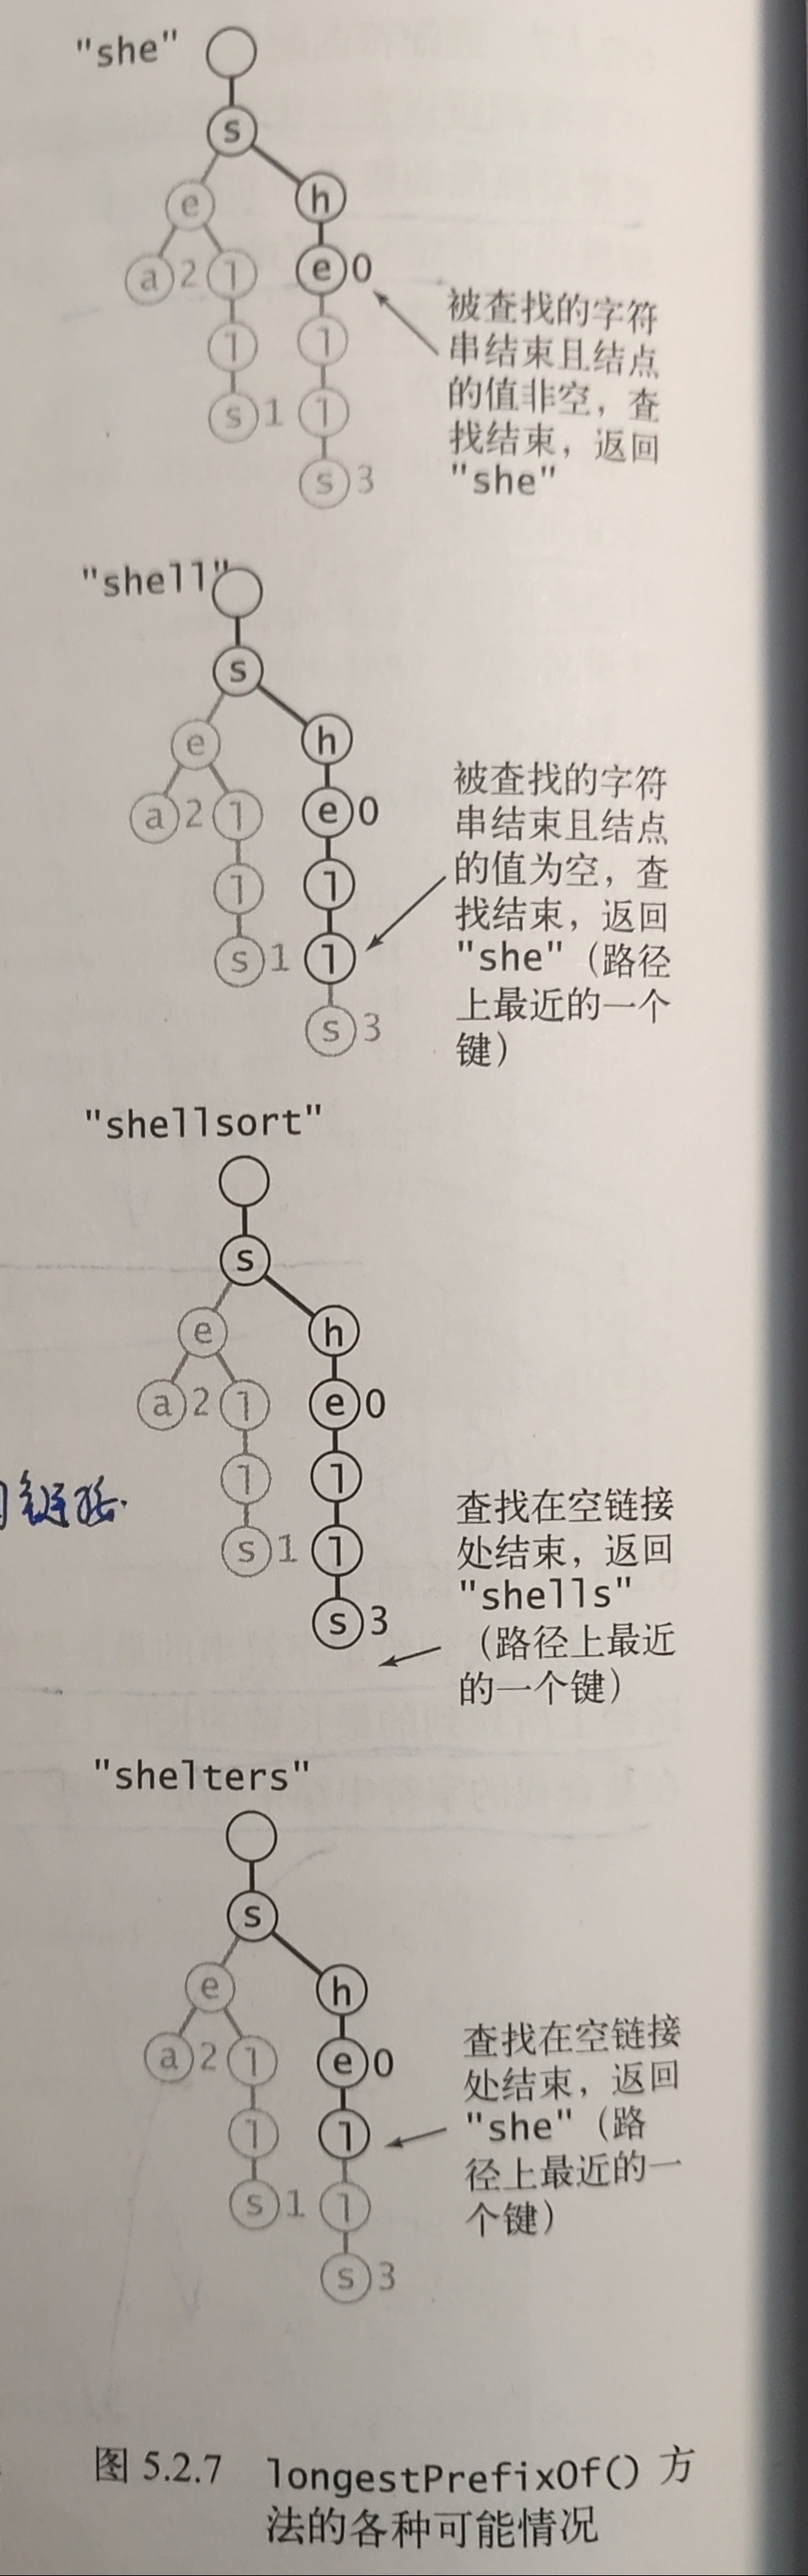 "she"
s
e
h
a 2 l
e 0
被查找的字符
串结束且结点
的值非空，查
找结束，返回
"she"
l
l
s 1
l
s 3
"shell"
s
e
h
a 2 l
e 0
被查找的字符
串结束且结点
的值为空，查
找结束，返回
"she"（路径
上最近的一个
键）
l
l
s 1
l
s 3
"shellsort"
s
e
h
a 2 l
e 0
l
l
s 1
l
s 3
查找在空链接
处结束，返回
"shells"
（路径上最近
的一个键）
链接.
"shelters"
s
e
h
a 2 l
e 0
l
l
s 1
l
s 3
查找在空链接
处结束，返回
"she"（路
径上最近的一
个键）
图 5.2.7 longestPrefixOf() 方
法的各种可能情况